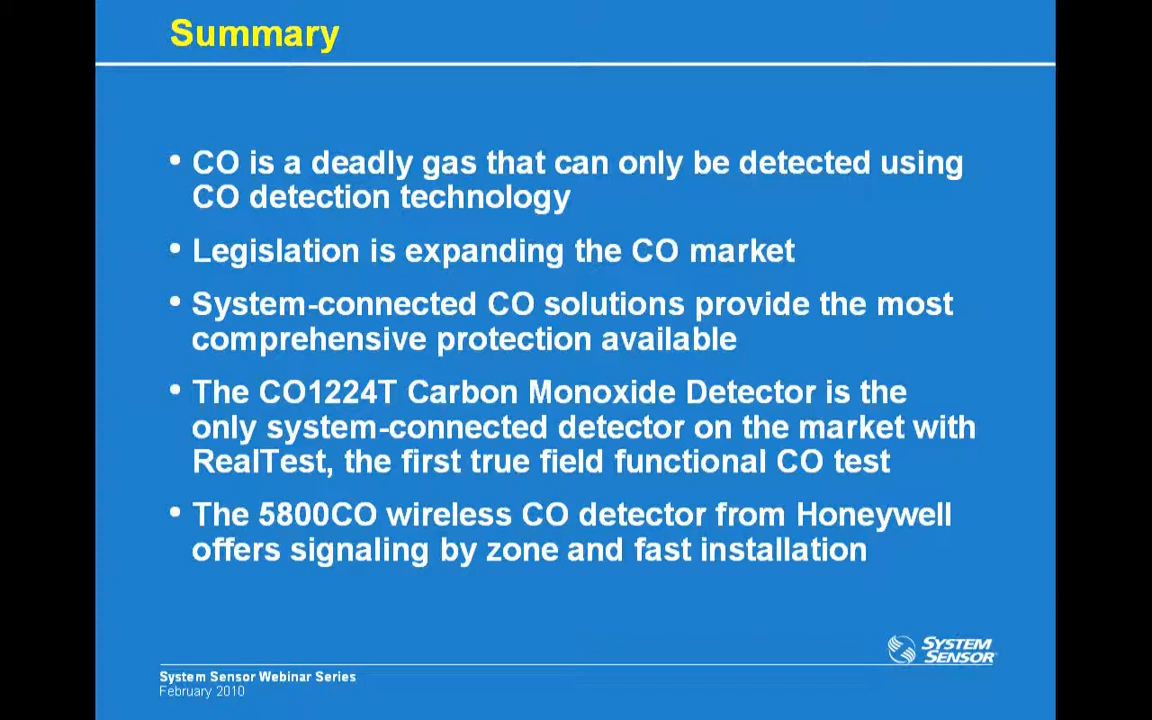 Summary
• CO is a deadly gas that can only be detected using
CO detection technology
• Legislation is expanding the CO market
• System-connected CO solutions provide the most
comprehensive protection available
• The CO1224T Carbon Monoxide Detector is the
only system-connected detector on the market with
RealTest, the first true field functional CO test
• The 5800CO wireless CO detector from Honeywell
offers signaling by zone and fast installation
SYSTEM
SENSOR
System Sensor Webinar Series
February 2010